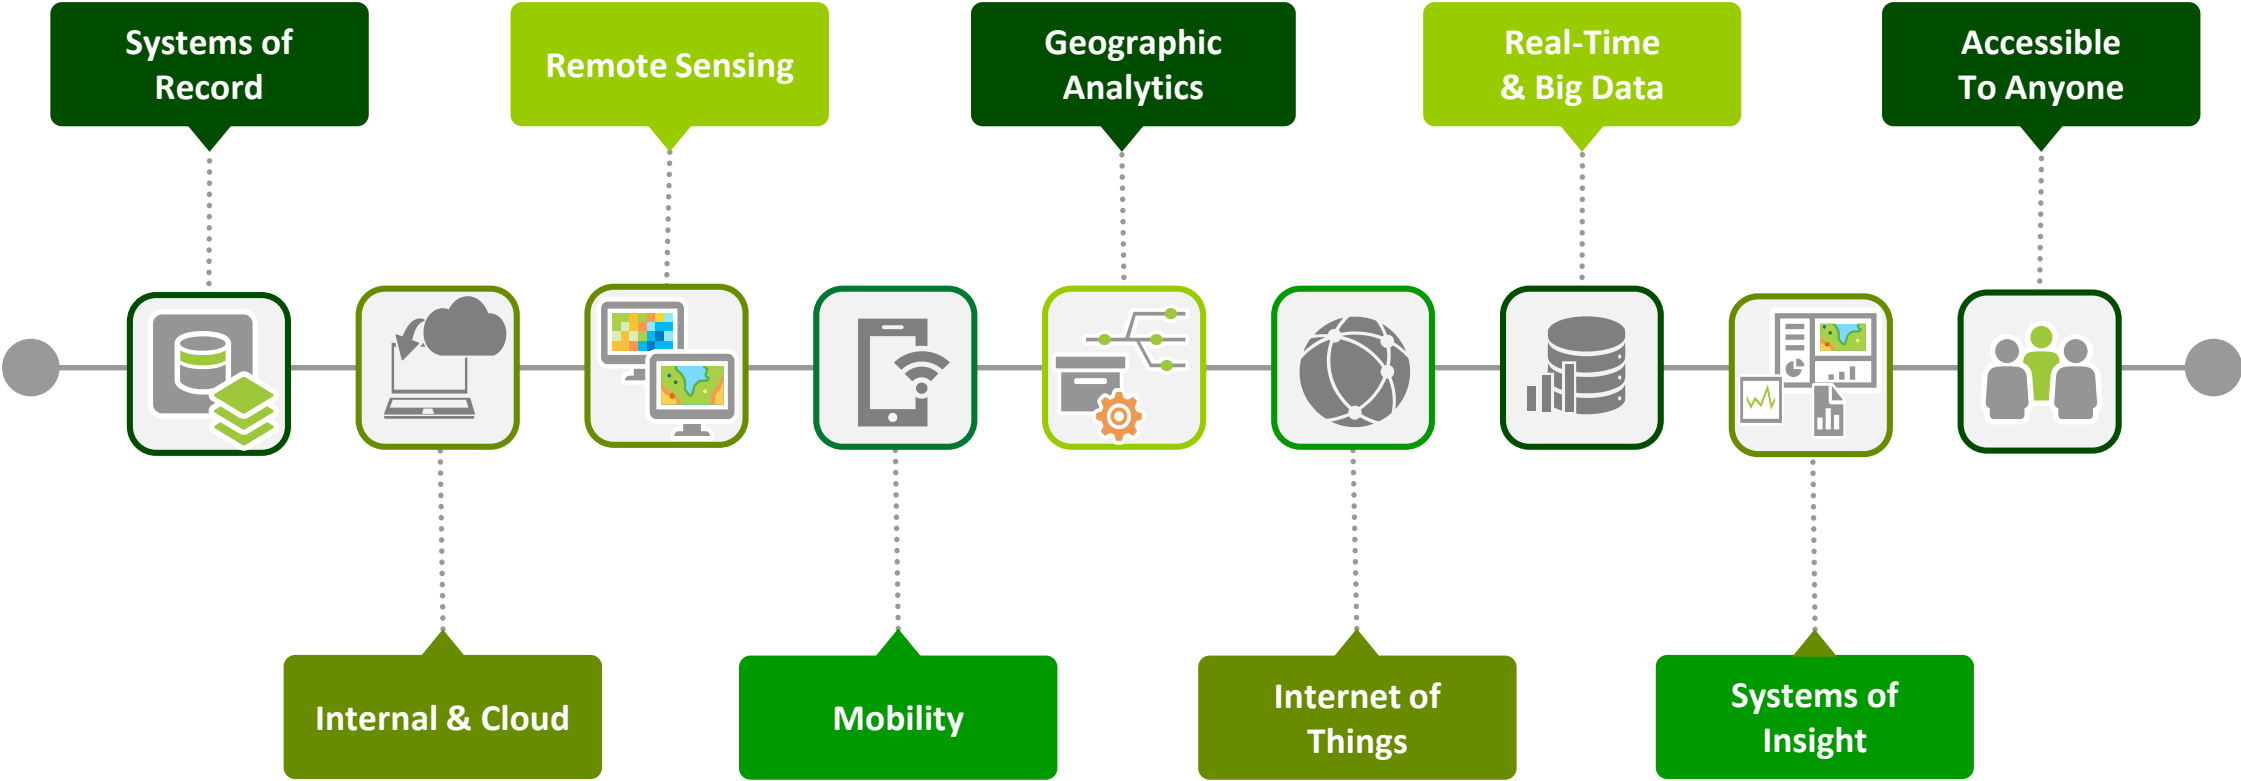 Systems of
Record
Remote Sensing
Geographic
Analytics
Real-Time
& Big Data
Accessible
To Anyone
Internal & Cloud
Mobility
Internet of
Things
Systems of
Insight